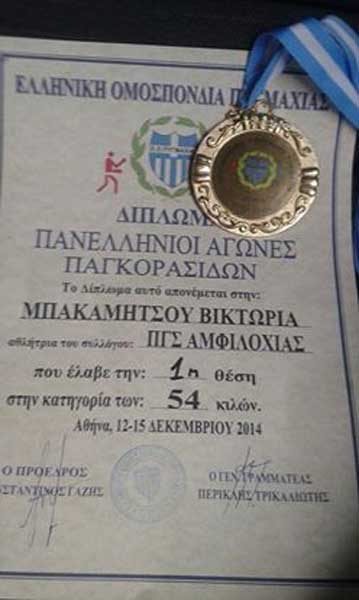 ΕΛΛΗΝΙΚΗ ΟΜΟΣΠΟΝΔΙΑ
ΔΙΠΛΩΜ
ΠΑΝΕΛΛΗΝΙΟΙ ΑΓΩΝΕΣ
ΠΑΓΚΟΡΑΣΙΔΩΝ
Το Δίπλωμα αυτό απονέμεται στην:
ΜΠΑΚΑΜΗΤΣΟΥ ΒΙΚΤΩΡΙΑ
αθλήτρια του συλλόγου: ΠΓΣ ΑΜΦΙΛΟΧΙΑΣ
που έλαβε την: 1η θέση
στην κατηγορία των: 54 κιλών.
Αθήνα, 12-15 ΔΕΚΕΜΒΡΙΟΥ 2014
Ο ΠΡΟΕΔΡΟΣ
ΝΣΤΑΝΤΙΝΟΣ ΓΑΖΗΣ
Ο ΓΕΝ. ΓΡΑΜΜΑΤΕΑΣ
ΠΕΡΙΚΛΗΣ ΤΡΙΚΑΛΙΩΤΗΣ